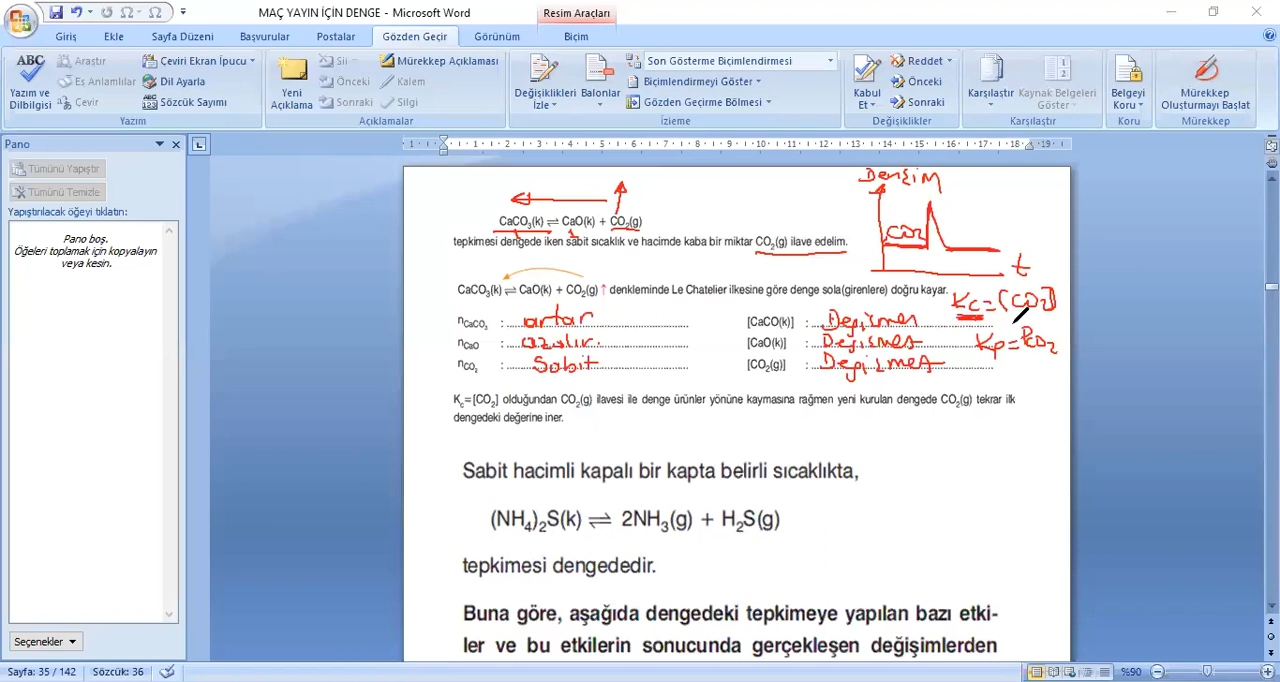 MAÇ YAYIN İÇİN DENGE - Microsoft Word
Resim Araçları
Giriş Ekle Sayfa Düzeni Başvurular Postalar Gözden Geçir Görünüm Biçim
ABC
Yazım ve Dilbilgisi
Araştır
Eş Anlamlılar
Çevir
Çeviri Ekran İpucu
Dil Ayarla
Sözcük Sayımı
Yazım
Yeni Açıklama
Sil
Önceki
Sonraki
Mürekkep Açıklaması
Kalem
Silgi
Açıklamalar
Değişiklikleri İzle
Balonlar
Son Gösterme Biçimlendirmesi
Biçimlendirmeyi Göster
Gözden Geçirme Bölmesi
İzleme
Kabul Et
Reddet
Önceki
Sonraki
Değişiklikler
Karşılaştır
Kaynak Belgeleri Göster
Karşılaştır
Belgeyi Koru
Koru
Mürekkep Oluşturmayı Başlat
Mürekkep
Pano
Tümünü Yapıştır
Tümünü Temizle
Yapıştırılacak öğeyi tıklatın:
Pano boş.
Öğeleri toplamak için kopyalayın
veya kesin.
Seçenekler
Derişim
CO2
t
CaCO₃(k) ⇌ CaO(k) + CO₂(g)
1 1
tepkimesi dengede iken sabit sıcaklık ve hacimde kaba bir miktar CO₂(g) ilave edelim.
CaCO₃(k) ⇌ CaO(k) + CO₂(g) ↑ denkleminde Le Chatelier ilkesine göre denge sola(girenlere) doğru kayar.
Kc = [CO2]
nCaCO₃ : artar [CaCO(k)] : Değişmez
nCaO : azalır. [CaO(k)] : Değişmez
Kp = PCO2
nCO₂ : Sabit [CO₂(g)] : Değişmez
Kc=[CO₂] olduğundan CO₂(g) ilavesi ile denge ürünler yönüne kaymasına rağmen yeni kurulan dengede CO₂(g) tekrar ilk
dengedeki değerine iner.
Sabit hacimli kapalı bir kapta belirli sıcaklıkta,
(NH₄)₂S(k) ⇌ 2NH₃(g) + H₂S(g)
tepkimesi dengededir.
Buna göre, aşağıda dengedeki tepkimeye yapılan bazı etki-
ler ve bu etkilerin sonucunda gerçekleşen değişimlerden
Sayfa: 35 / 142 Sözcük: 36 %90